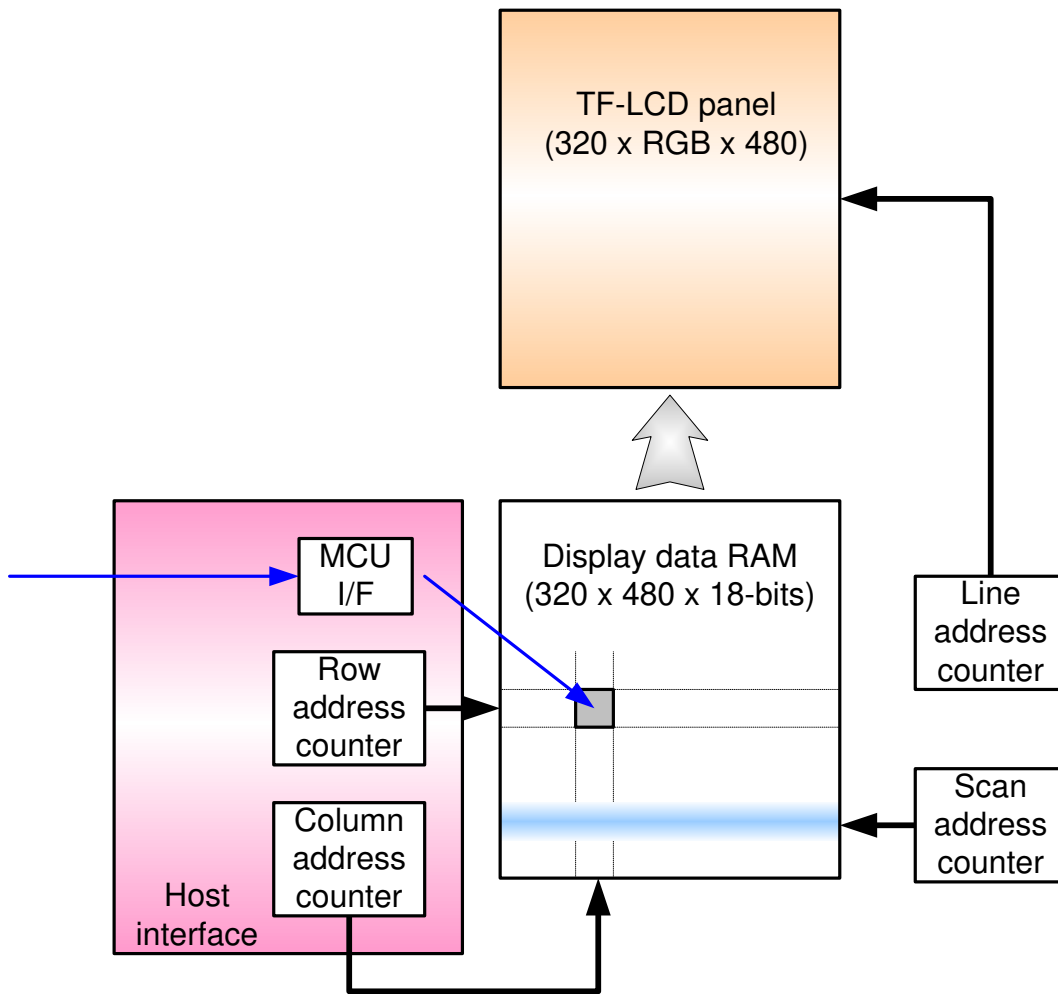 TF-LCD panel
(320 x RGB x 480)
MCU
I/F
Display data RAM
(320 x 480 x 18-bits)
Line
address
counter
Row
address
counter
Scan
address
counter
Column
address
counter
Host
interface